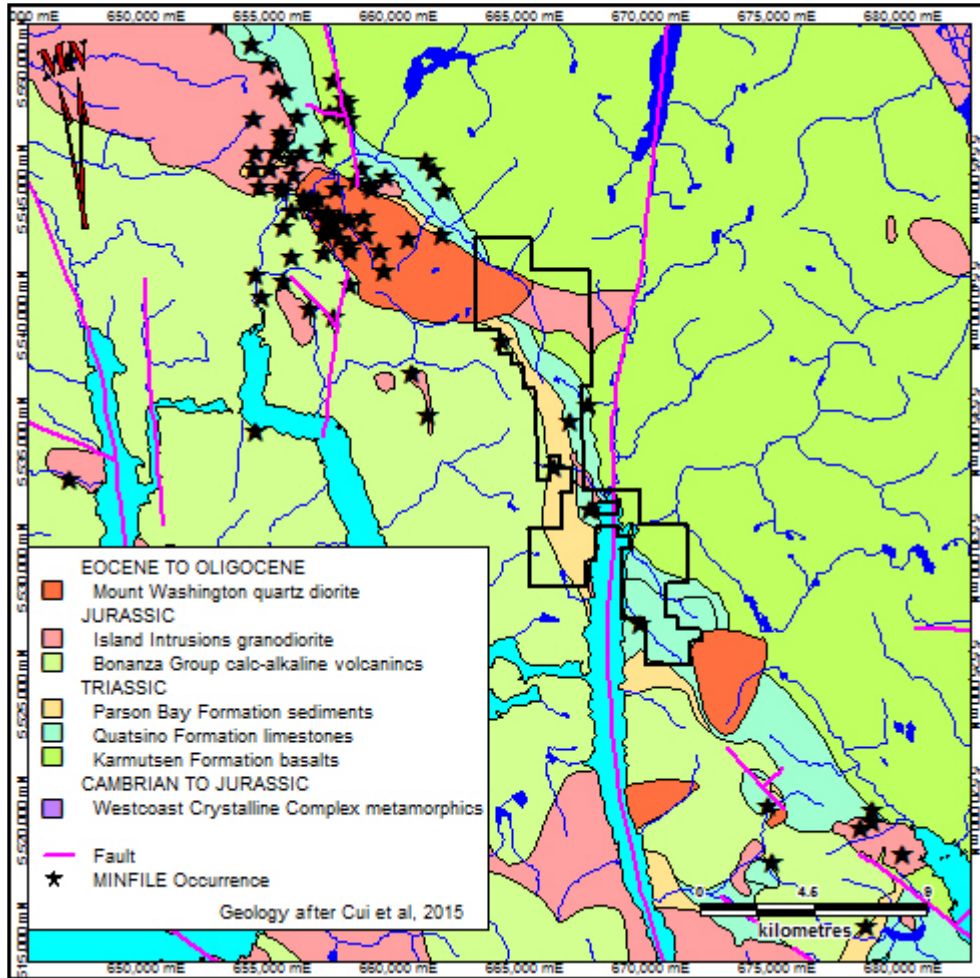 650,000 mE 655,000 mE 660,000 mE 665,000 mE 670,000 mE 675,000 mE 680,000 mE
MN
EOCENE TO OLIGOCENE
Mount Washington quartz diorite
JURASSIC
Island Intrusions granodiorite
Bonanza Group calc-alkaline volcanincs
TRIASSIC
Parson Bay Formation sediments
Quatsino Formation limestones
Karmutsen Formation basalts
CAMBRIAN TO JURASSIC
Westcoast Crystalline Complex metamorphics
Fault
MINFILE Occurrence
Geology after Cui et al, 2015
0 4.6 9
kilometres
650,000 mE 655,000 mE 660,000 mE 665,000 mE 670,000 mE 675,000 mE 680,000 mE